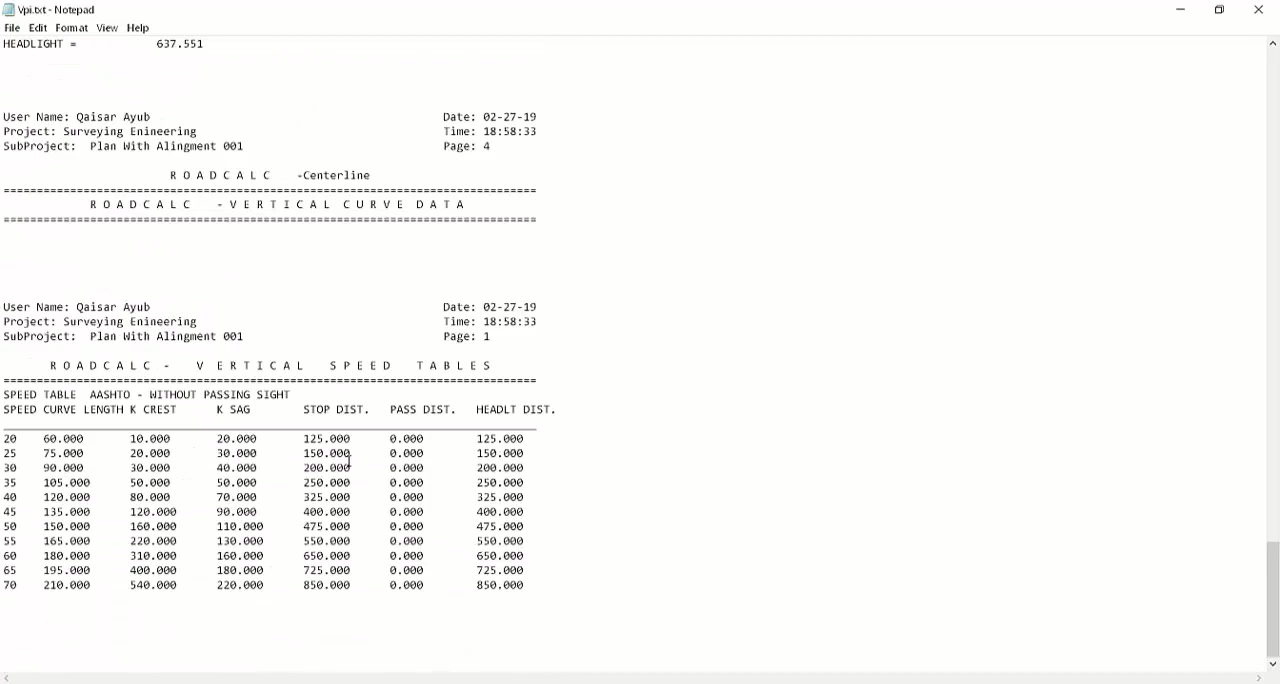 Vpi.txt - Notepad
File Edit Format View Help
HEADLIGHT = 637.551
User Name: Qaisar Ayub Date: 02-27-19
Project: Surveying Enineering Time: 18:58:33
SubProject: Plan With Alingment 001 Page: 4
R O A D C A L C -Centerline
================================================================================
R O A D C A L C - V E R T I C A L C U R V E D A T A
================================================================================
User Name: Qaisar Ayub Date: 02-27-19
Project: Surveying Enineering Time: 18:58:33
SubProject: Plan With Alingment 001 Page: 1
R O A D C A L C - V E R T I C A L S P E E D T A B L E S
================================================================================
SPEED TABLE AASHTO - WITHOUT PASSING SIGHT
SPEED CURVE LENGTH K CREST K SAG STOP DIST. PASS DIST. HEADLT DIST.
20 60.000 10.000 20.000 125.000 0.000 125.000
25 75.000 20.000 30.000 150.000 0.000 150.000
30 90.000 30.000 40.000 200.000 0.000 200.000
35 105.000 50.000 50.000 250.000 0.000 250.000
40 120.000 80.000 70.000 325.000 0.000 325.000
45 135.000 120.000 90.000 400.000 0.000 400.000
50 150.000 160.000 110.000 475.000 0.000 475.000
55 165.000 220.000 130.000 550.000 0.000 550.000
60 180.000 310.000 160.000 650.000 0.000 650.000
65 195.000 400.000 180.000 725.000 0.000 725.000
70 210.000 540.000 220.000 850.000 0.000 850.000